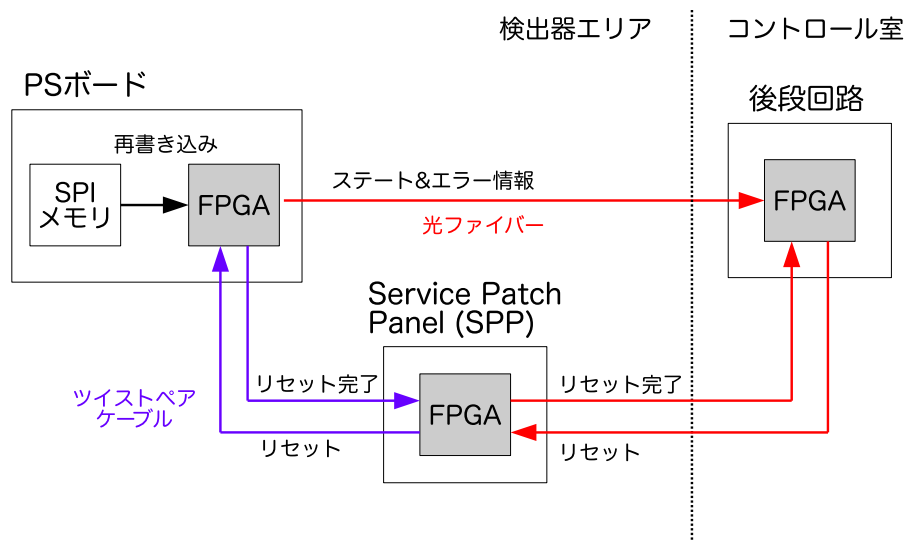 検出器エリア
コントロール室
PSボード
後段回路
再書き込み
SPI
メモリ
FPGA
ステート&エラー情報
FPGA
光ファイバー
Service Patch
Panel (SPP)
ツイストペア
ケーブル
リセット完了
FPGA
リセット完了
リセット
リセット